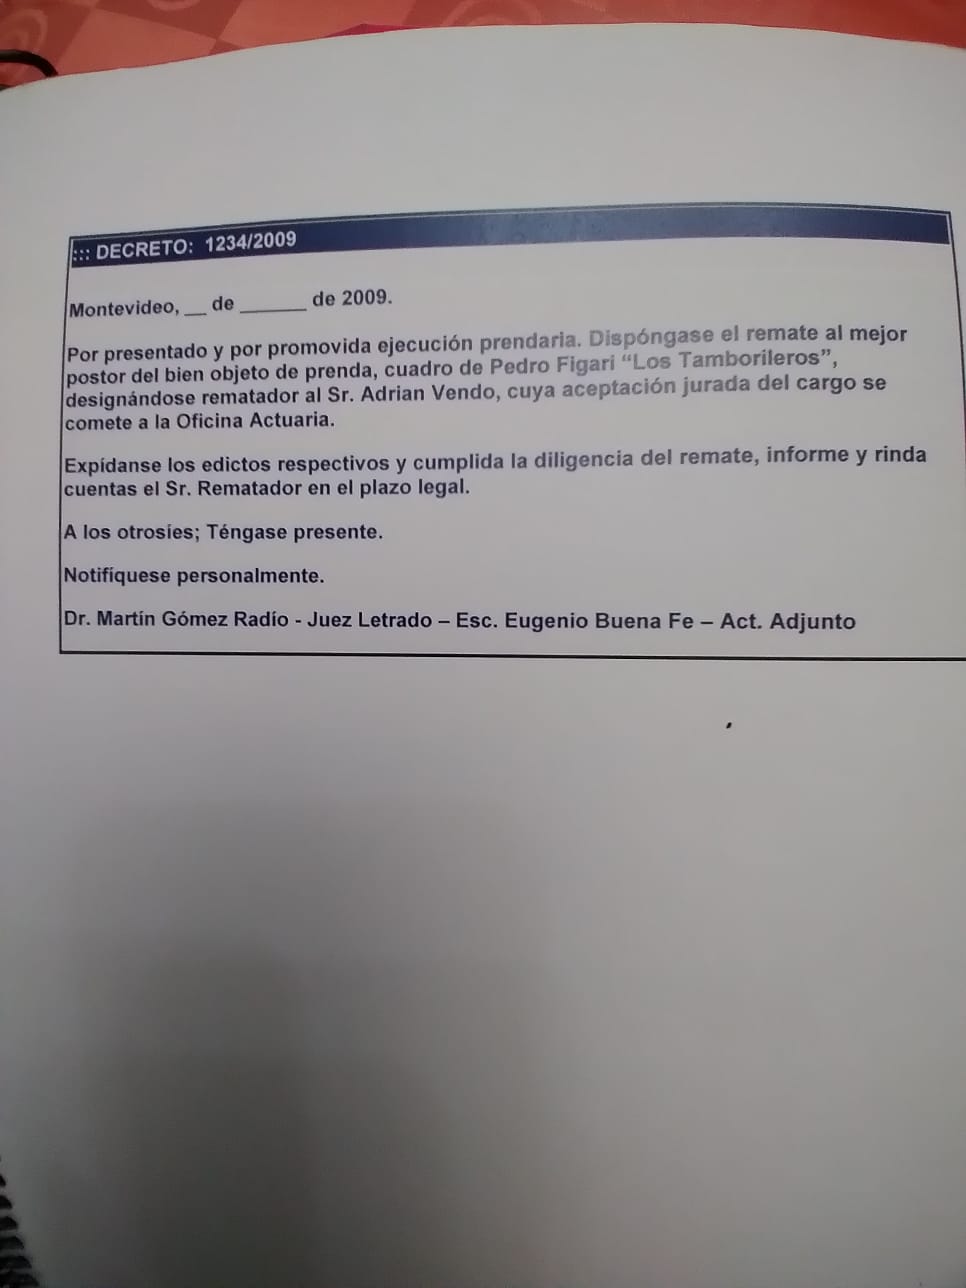 ::: DECRETO: 1234/2009
Montevideo, __ de ______ de 2009.
Por presentado y por promovida ejecución prendaria. Dispóngase el remate al mejor
postor del bien objeto de prenda, cuadro de Pedro Figari “Los Tamborileros”,
designándose rematador al Sr. Adrian Vendo, cuya aceptación jurada del cargo se
comete a la Oficina Actuaria.
Expídanse los edictos respectivos y cumplida la diligencia del remate, informe y rinda
cuentas el Sr. Rematador en el plazo legal.
A los otrosíes; Téngase presente.
Notifíquese personalmente.
Dr. Martín Gómez Radío - Juez Letrado – Esc. Eugenio Buena Fe – Act. Adjunto